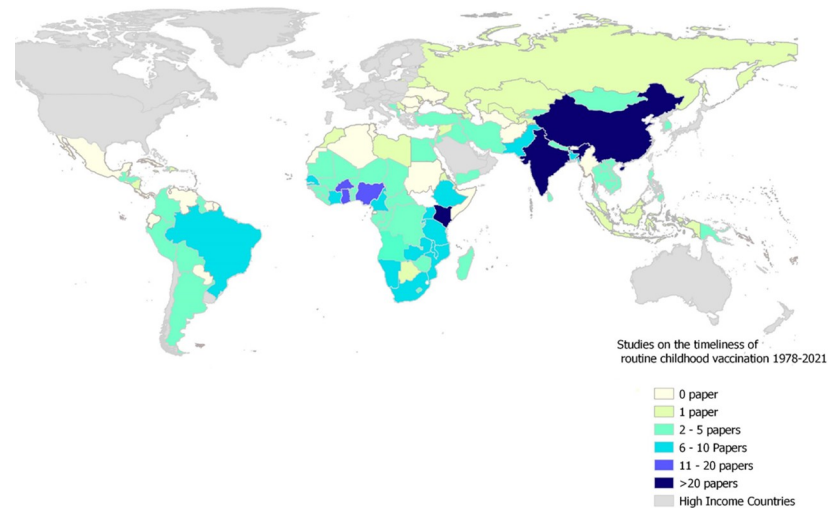 Studies on the timeliness of
routine childhood vaccination 1978-2021
0 paper
1 paper
2 - 5 papers
6 - 10 Papers
11 - 20 papers
>20 papers
High Income Countries